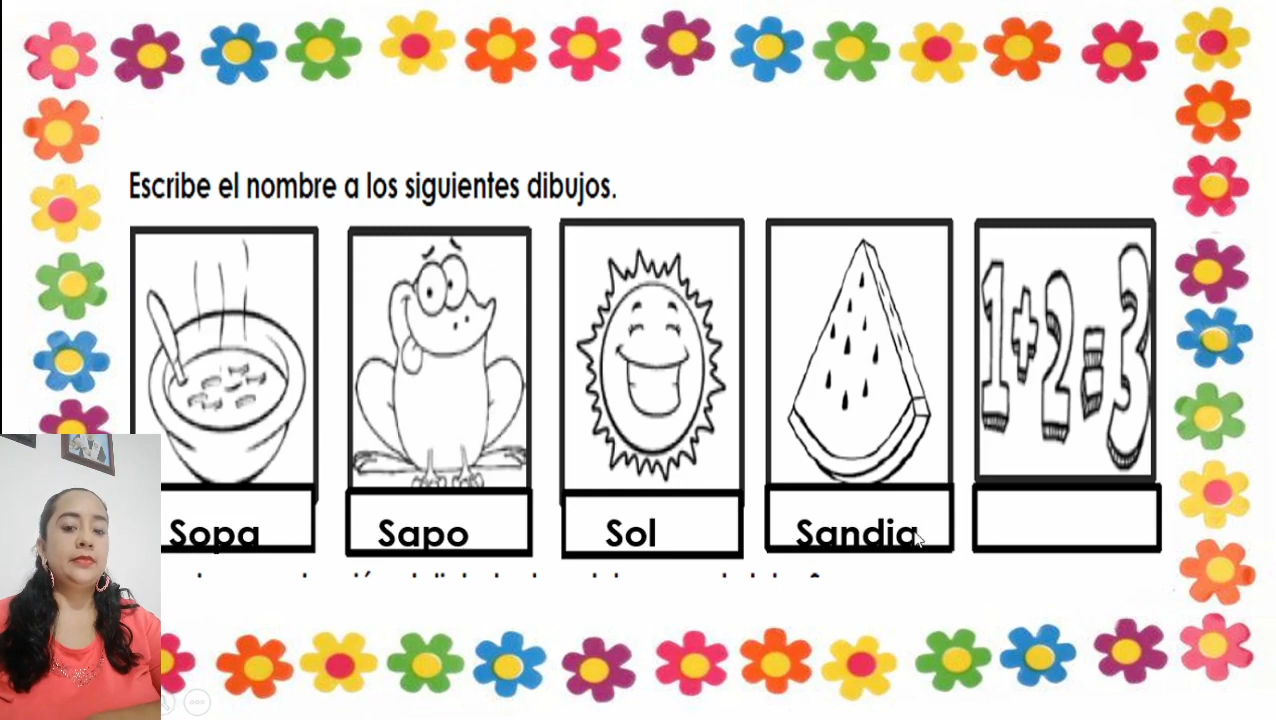 Escribe el nombre a los siguientes dibujos.
1+2=3
Sopa Sapo Sol Sandia